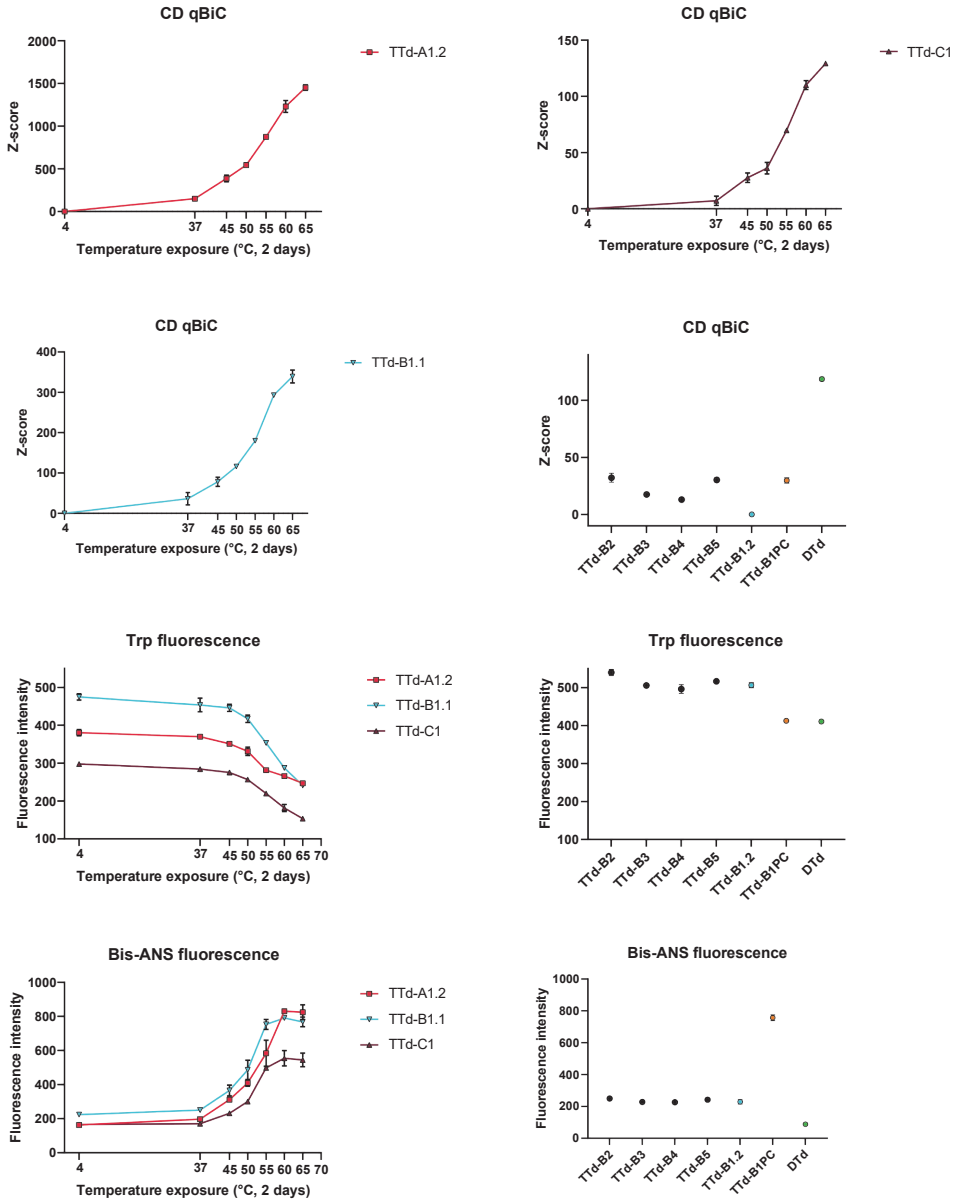 CD qBiC
Z-score
2000
1500
1000
500
0
4
37
45 50 55 60 65
Temperature exposure (°C, 2 days)
TTd-A1.2
CD qBiC
Z-score
150
100
50
0
4
37
45 50 55 60 65
Temperature exposure (°C, 2 days)
TTd-C1
CD qBiC
Z-score
400
300
200
100
0
4
37
45 50 55 60 65
Temperature exposure (°C, 2 days)
TTd-B1.1
CD qBiC
Z-score
100
50
0
TTd-B2
TTd-B3
TTd-B4
TTd-B5
TTd-B1.2
TTd-B1PC
DTd
Trp fluorescence
Fluorescence intensity
500
400
300
200
100
4
37
45 50 55 60 65 70
Temperature exposure (°C, 2 days)
TTd-A1.2
TTd-B1.1
TTd-C1
Trp fluorescence
Fluorescence intensity
500
400
300
200
100
TTd-B2
TTd-B3
TTd-B4
TTd-B5
TTd-B1.2
TTd-B1PC
DTd
Bis-ANS fluorescence
Fluorescence intensity
1000
800
600
400
200
0
4
37
45 50 55 60 65 70
Temperature exposure (°C, 2 days)
TTd-A1.2
TTd-B1.1
TTd-C1
Bis-ANS fluorescence
Fluorescence intensity
1000
800
600
400
200
0
TTd-B2
TTd-B3
TTd-B4
TTd-B5
TTd-B1.2
TTd-B1PC
DTd